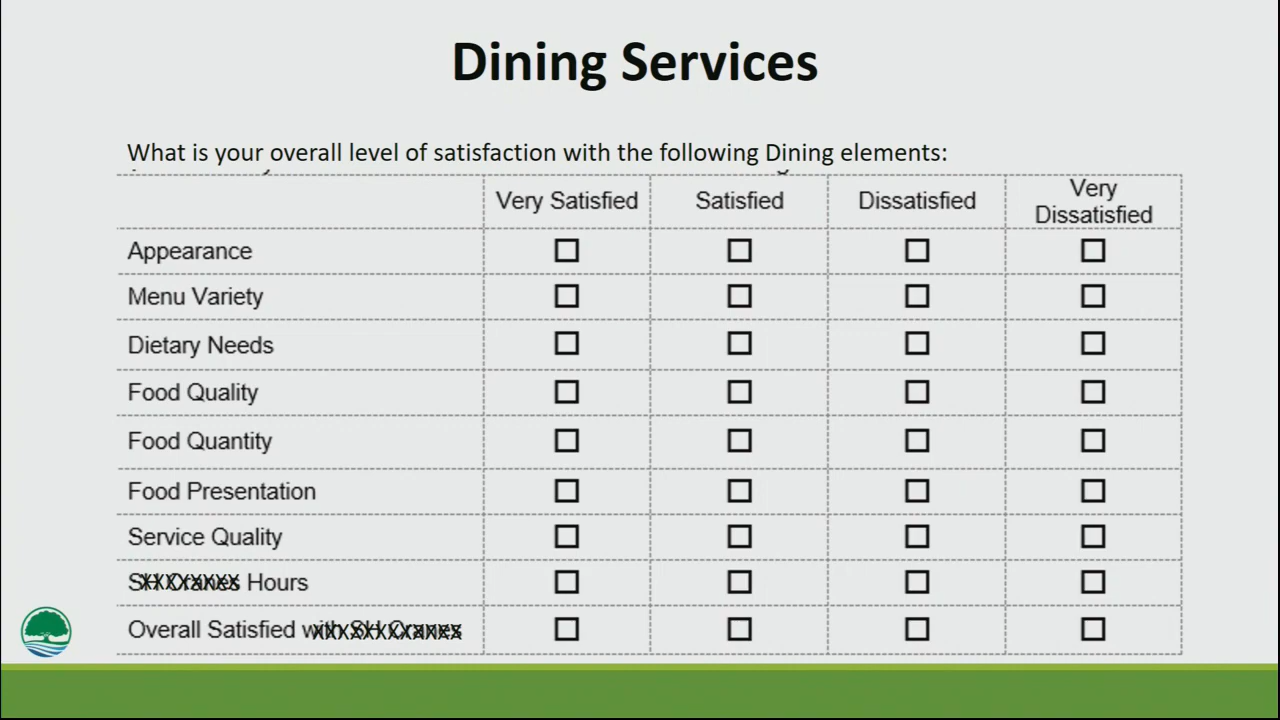 Dining Services
What is your overall level of satisfaction with the following Dining elements:
Very Satisfied Satisfied Dissatisfied Very Dissatisfied
Appearance
Menu Variety
Dietary Needs
Food Quality
Food Quantity
Food Presentation
Service Quality
Hours
Overall Satisfied